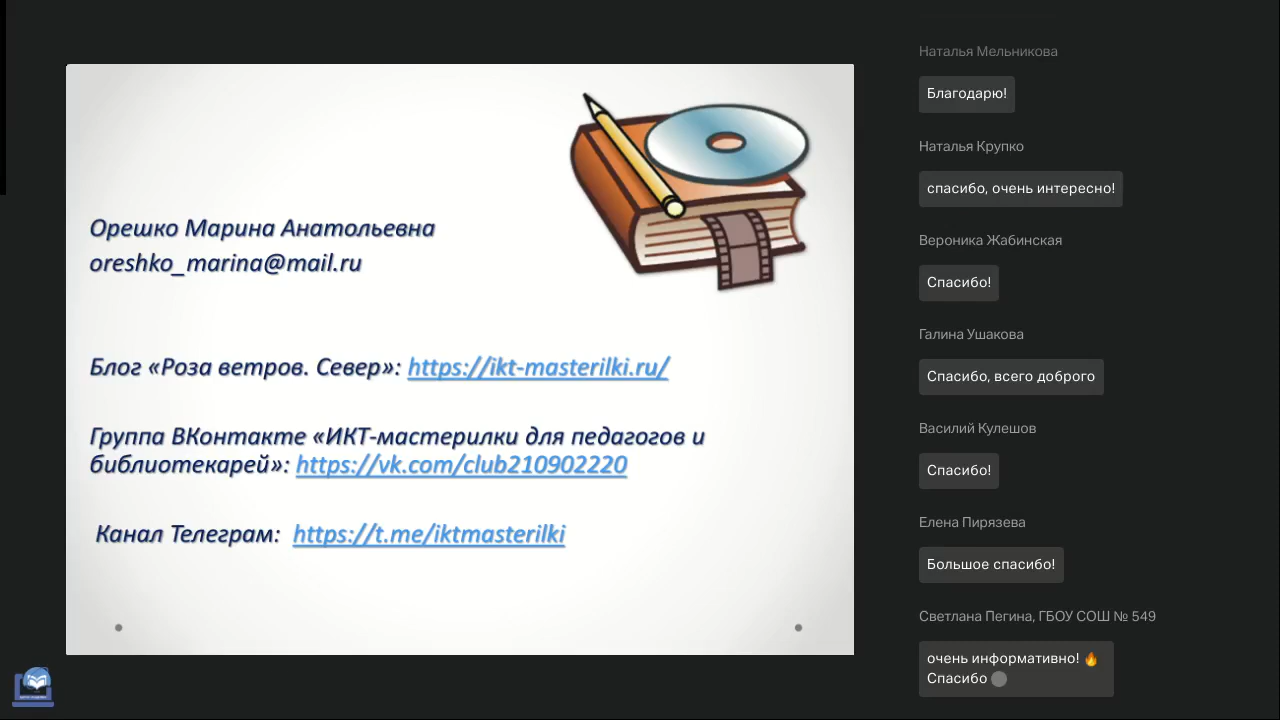 Орешко Марина Анатольевна
oreshko_marina@mail.ru
Блог «Роза ветров. Север»: https://ikt-masterilki.ru/
Группа ВКонтакте «ИКТ-мастерилки для педагогов и
библиотекарей»: https://vk.com/club210902220
Канал Телеграм: https://t.me/iktmasterilki
Наталья Мельникова
Благодарю!
Наталья Крупко
спасибо, очень интересно!
Вероника Жабинская
Спасибо!
Галина Ушакова
Спасибо, всего доброго
Василий Кулешов
Спасибо!
Елена Пирязева
Большое спасибо!
Светлана Пегина, ГБОУ СОШ № 549
очень информативно! 🔥
Спасибо